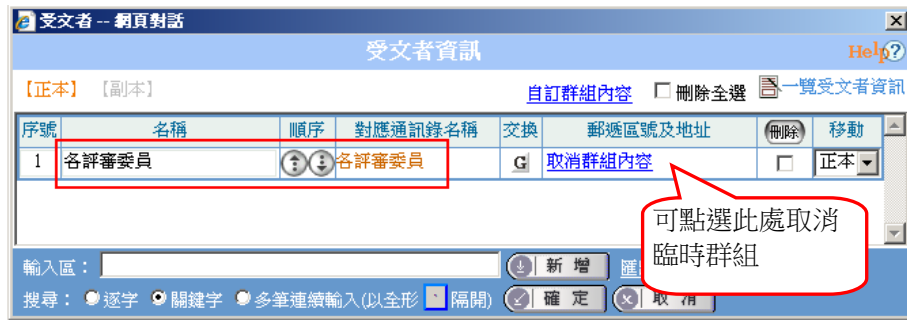 受文者 -- 網頁對話
受文者資訊 Help?
【正本】 【副本】 自訂群組內容 刪除全選 一覽受文者資訊
序號 名稱 順序 對應通訊錄名稱 交換 郵遞區號及地址 刪除 移動
1 各評審委員 各評審委員 G 取消群組內容 正本
可點選此處取消
臨時群組
輸入區： 新增 匯
搜尋： 逐字 關鍵字 多筆連續輸入(以全形 、 隔開) 確定 取消